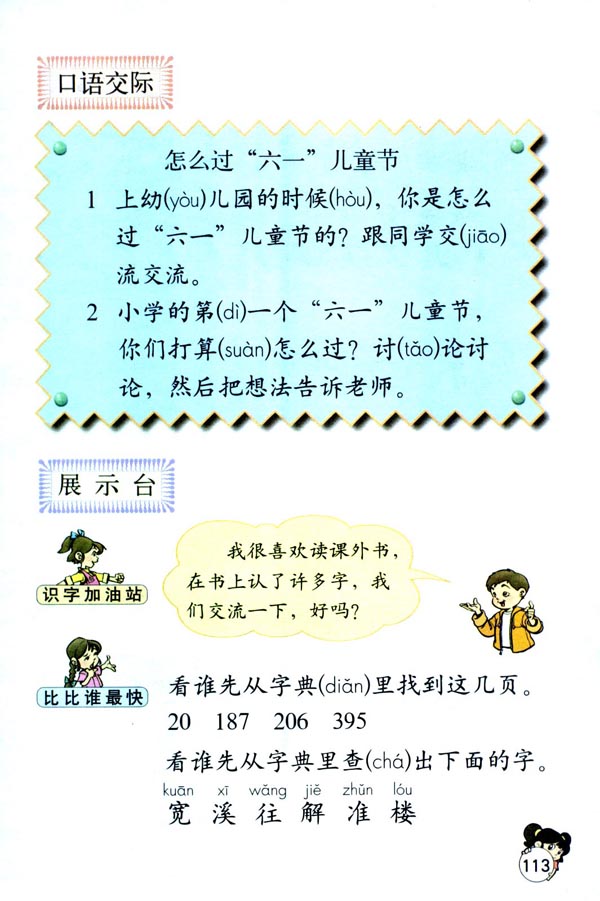 口语交际
怎么过“六一”儿童节
1 上幼(yòu)儿园的时候(hòu)，你是怎么
过“六一”儿童节的？跟同学交(jiāo)
流交流。
2 小学的第(dì)一个“六一”儿童节，
你们打算(suàn)怎么过？讨(tǎo)论讨
论，然后把想法告诉老师。
展示台
识字加油站
我很喜欢读课外书，
在书上认了许多字，我
们交流一下，好吗？
比比谁最快
看谁先从字典(diǎn)里找到这几页。
20 187 206 395
看谁先从字典里查(chá)出下面的字。
kuān xī wǎng jiě zhǔn lóu
宽 溪 往 解 准 楼
113